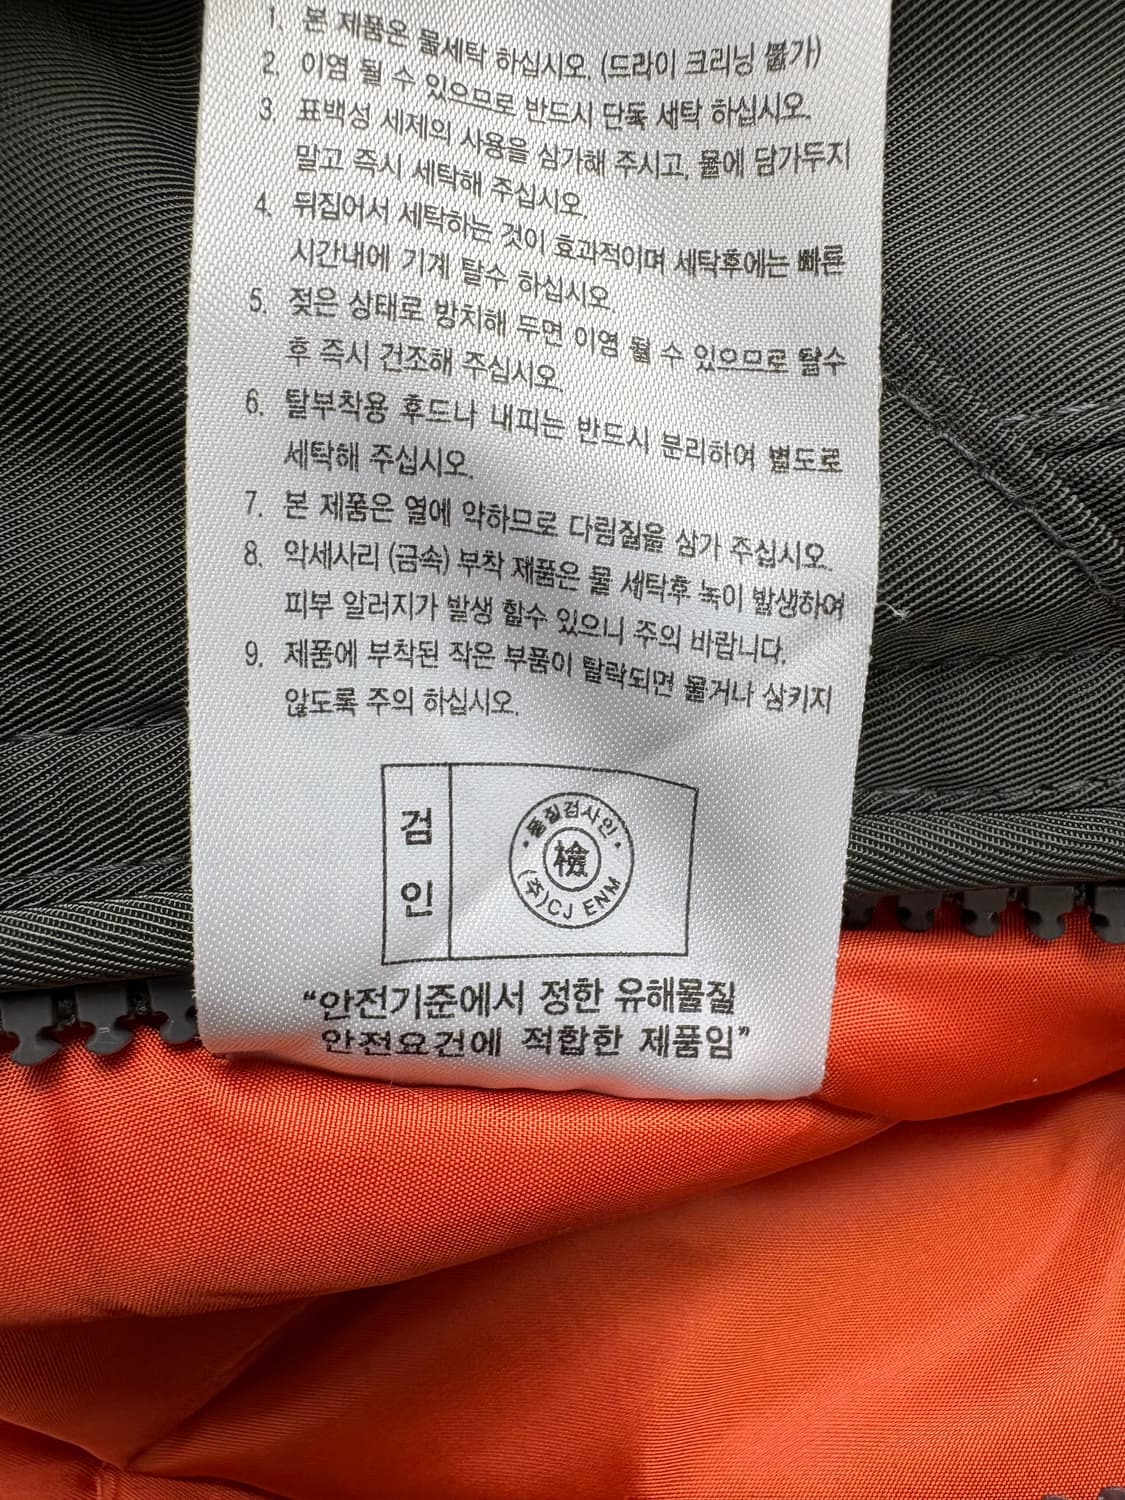 1. 본 제품은 물세탁 하십시오. (드라이 크리닝 불가)
2. 이염 될 수 있으므로 반드시 단독 세탁 하십시오.
3 표백성 세제의 사용을 삼가해 주시고, 물에 담가두지
말고 즉시 세탁해 주십시오.
4. 뒤집어서 세탁하는 것이 효과적이며 세탁후에는 빠른
시간내에 기계 탈수 하십시오.
5. 젖은 상태로 방치해 두면 이염 될 수 있으므로 탈수
후 즉시 건조해 주십시오.
6. 탈부착용 후드나 내피는 반드시 분리하여 별도로
세탁해 주십시오.
7. 본 제품은 열에 약하므로 다림질을 삼가 주십시오.
8. 악세사리 (금속) 부착 제품은 물 세탁후 녹이 발생하여
피부 알러지가 발생 할수 있으니 주의 바랍니다.
9. 제품에 부착된 작은 부품이 탈락되면 물거나 삼키지
않도록 주의 하십시오.
검인
·품질검사인·
檢
(주)CJ ENM
“안전기준에서 정한 유해물질
안전요건에 적합한 제품임”